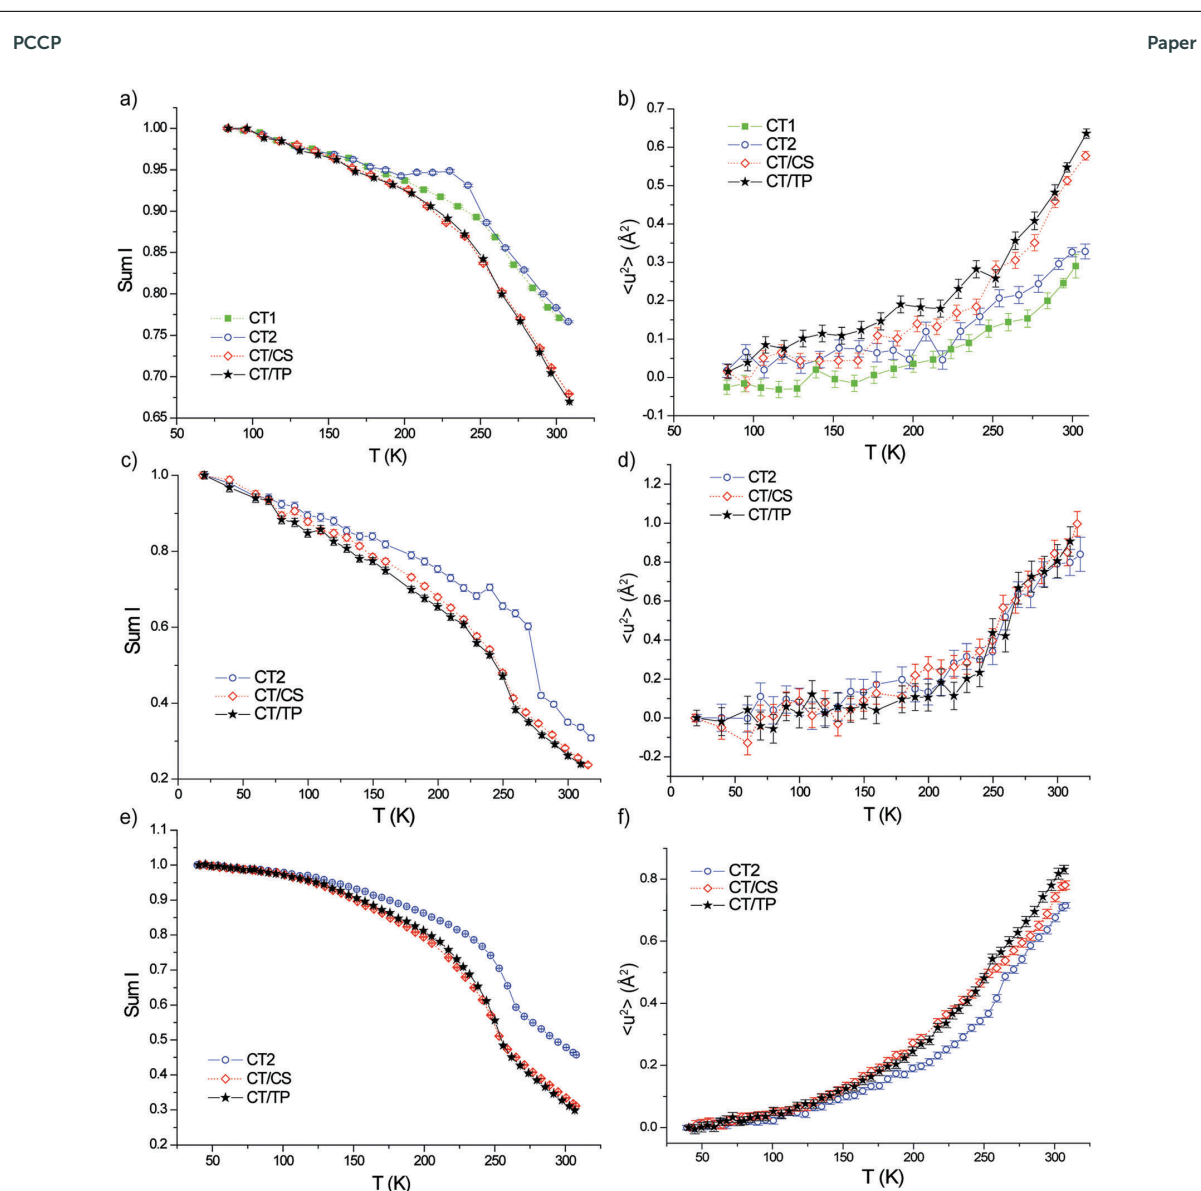 PCCP
Paper
a)
1.00
0.95
0.90
0.85
0.80
0.75
0.70
0.65
Sum I
CT1
CT2
CT/CS
CT/TP
50
100
150
200
250
300
T (K)
b)
0.7
0.6
0.5
0.4
0.3
0.2
0.1
0.0
-0.1
<u²> (Å²)
CT1
CT2
CT/CS
CT/TP
50
100
150
200
250
300
T (K)
c)
1.0
0.8
0.6
0.4
0.2
Sum I
CT2
CT/CS
CT/TP
0
50
100
150
200
250
300
T (K)
d)
1.2
1.0
0.8
0.6
0.4
0.2
0.0
-0.2
<u²> (Å²)
CT2
CT/CS
CT/TP
0
50
100
150
200
250
300
T (K)
e)
1.1
1.0
0.9
0.8
0.7
0.6
0.5
0.4
0.3
0.2
Sum I
CT2
CT/CS
CT/TP
50
100
150
200
250
300
T (K)
f)
0.8
0.6
0.4
0.2
0.0
<u²> (Å²)
CT2
CT/CS
CT/TP
50
100
150
200
250
300
T (K)